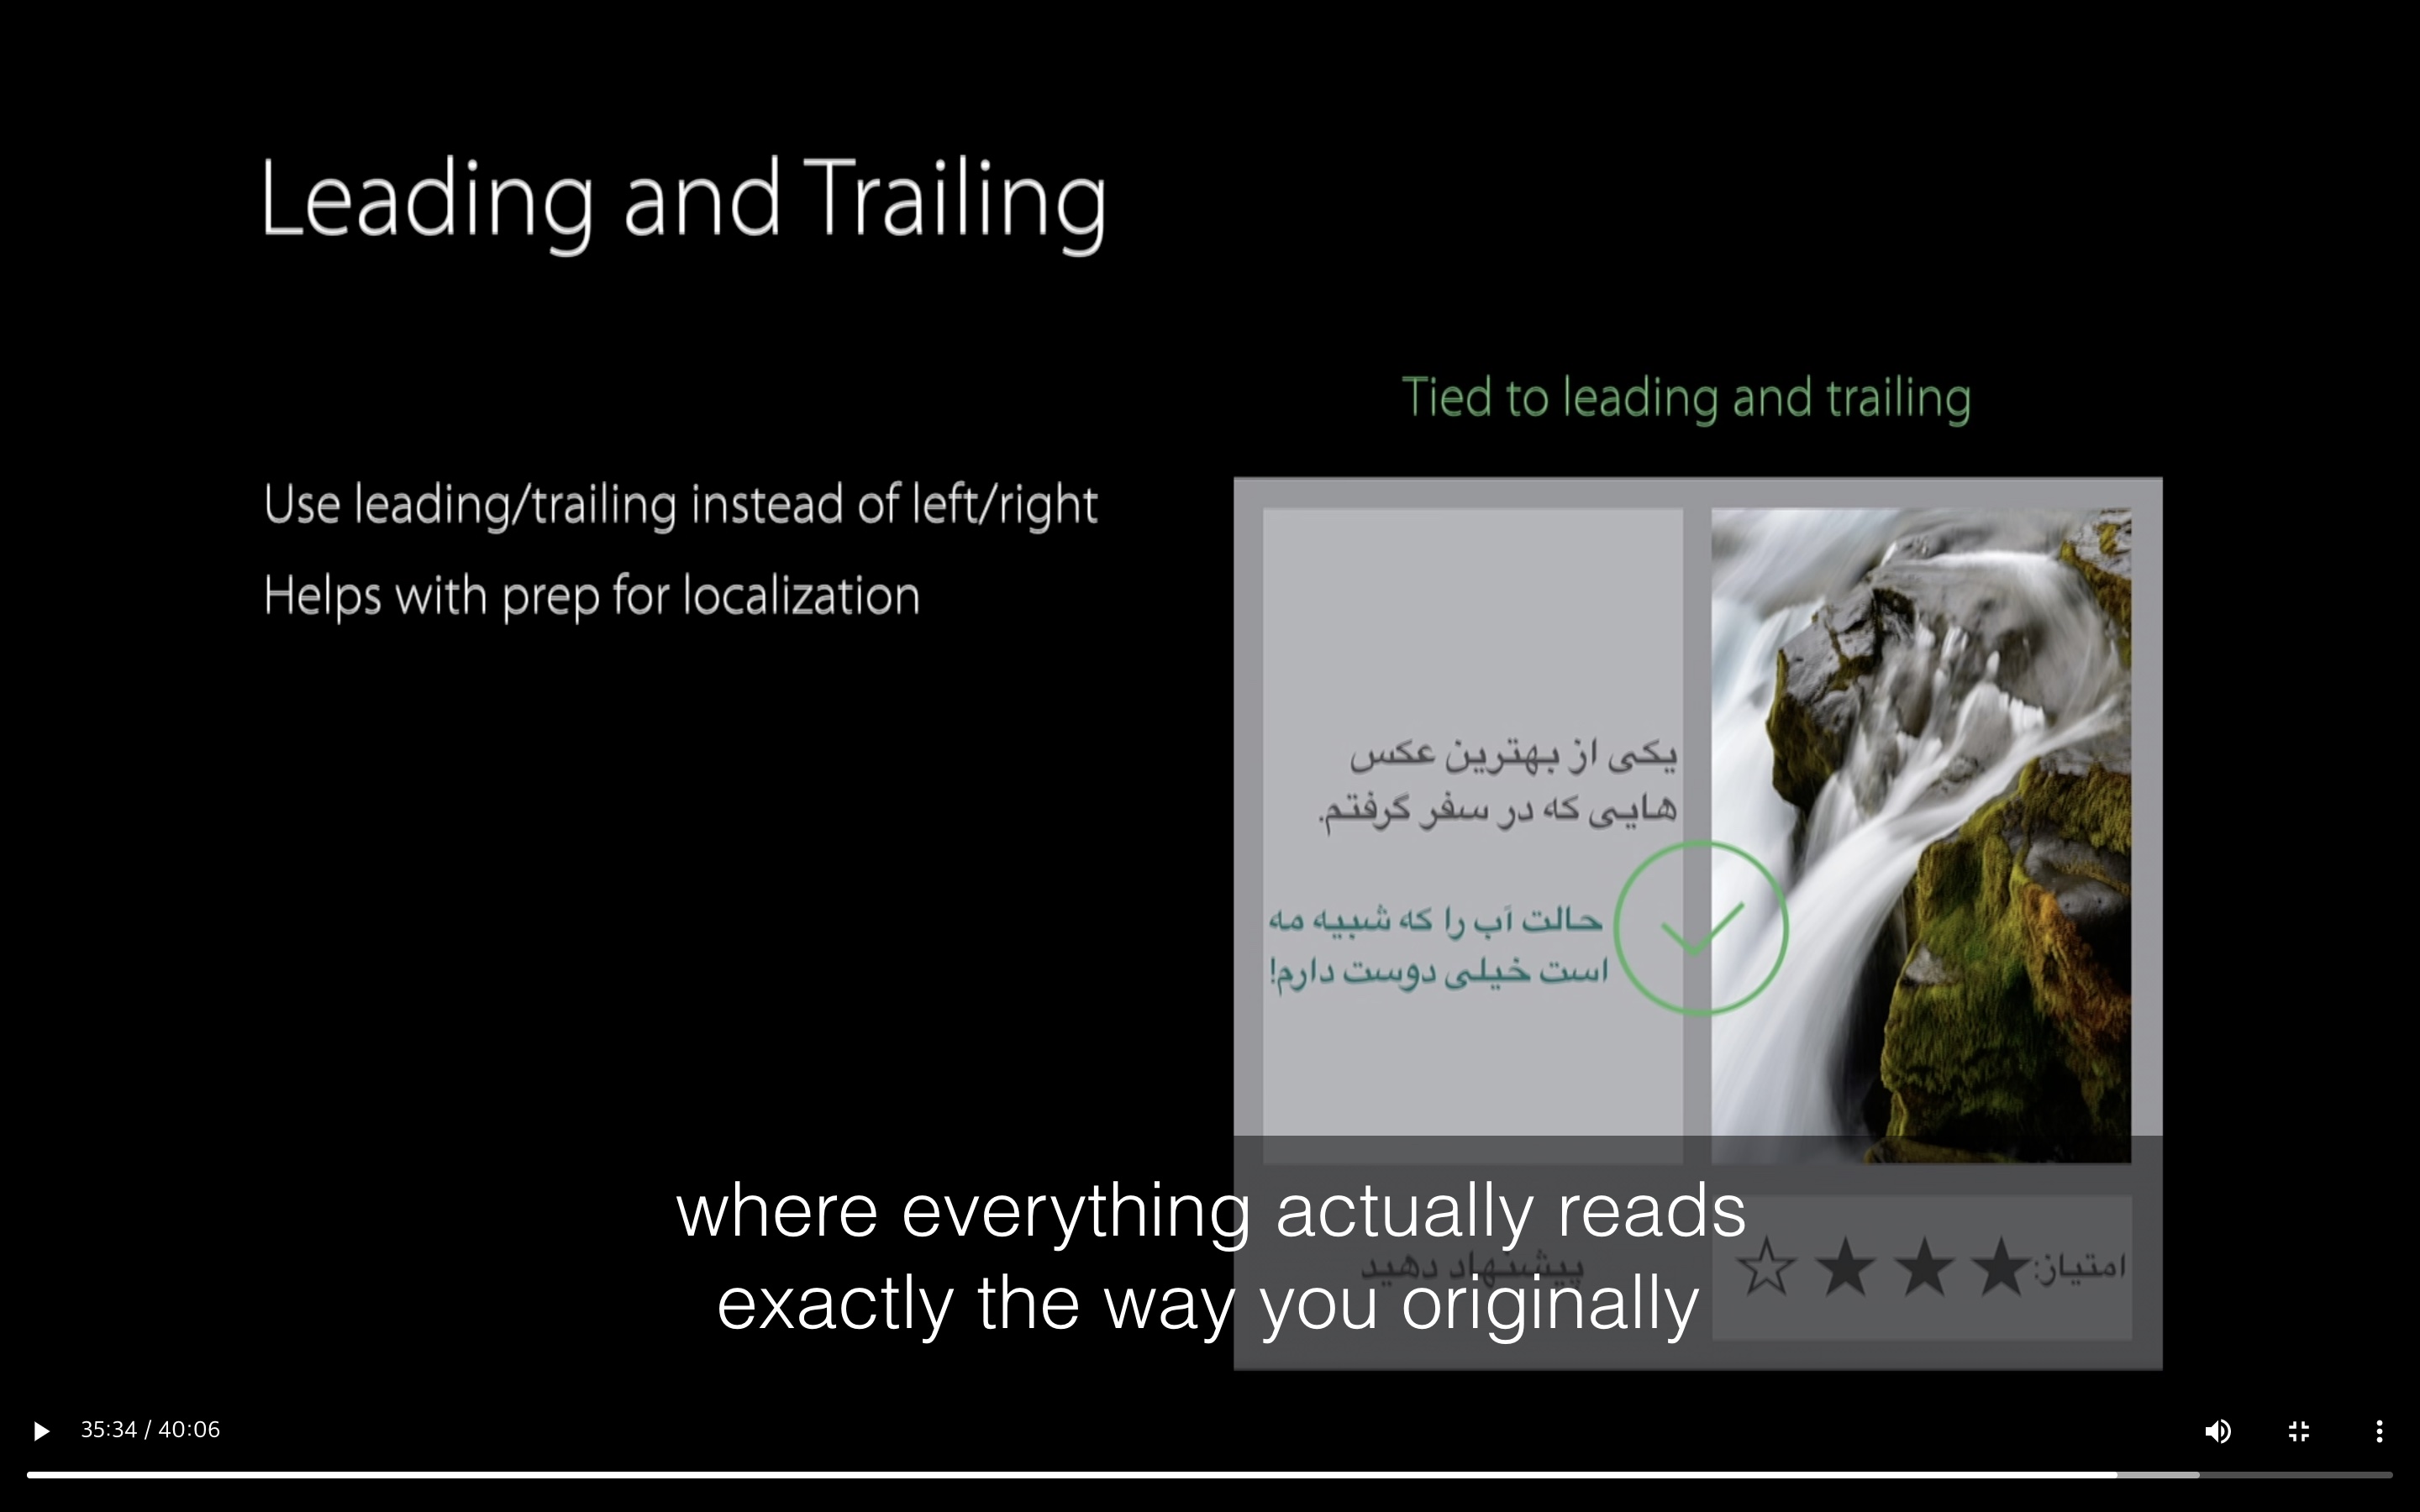 Leading and Trailing
Use leading/trailing instead of left/right
Helps with prep for localization
Tied to leading and trailing
یکی از بهترین عکس
هایی که در سفر گرفتم.
حالت آب را که شبیه مه
است خیلی دوست دارم!
امتیاز:
پیشنهاد دهید
where everything actually reads
exactly the way you originally
35:34 / 40:06